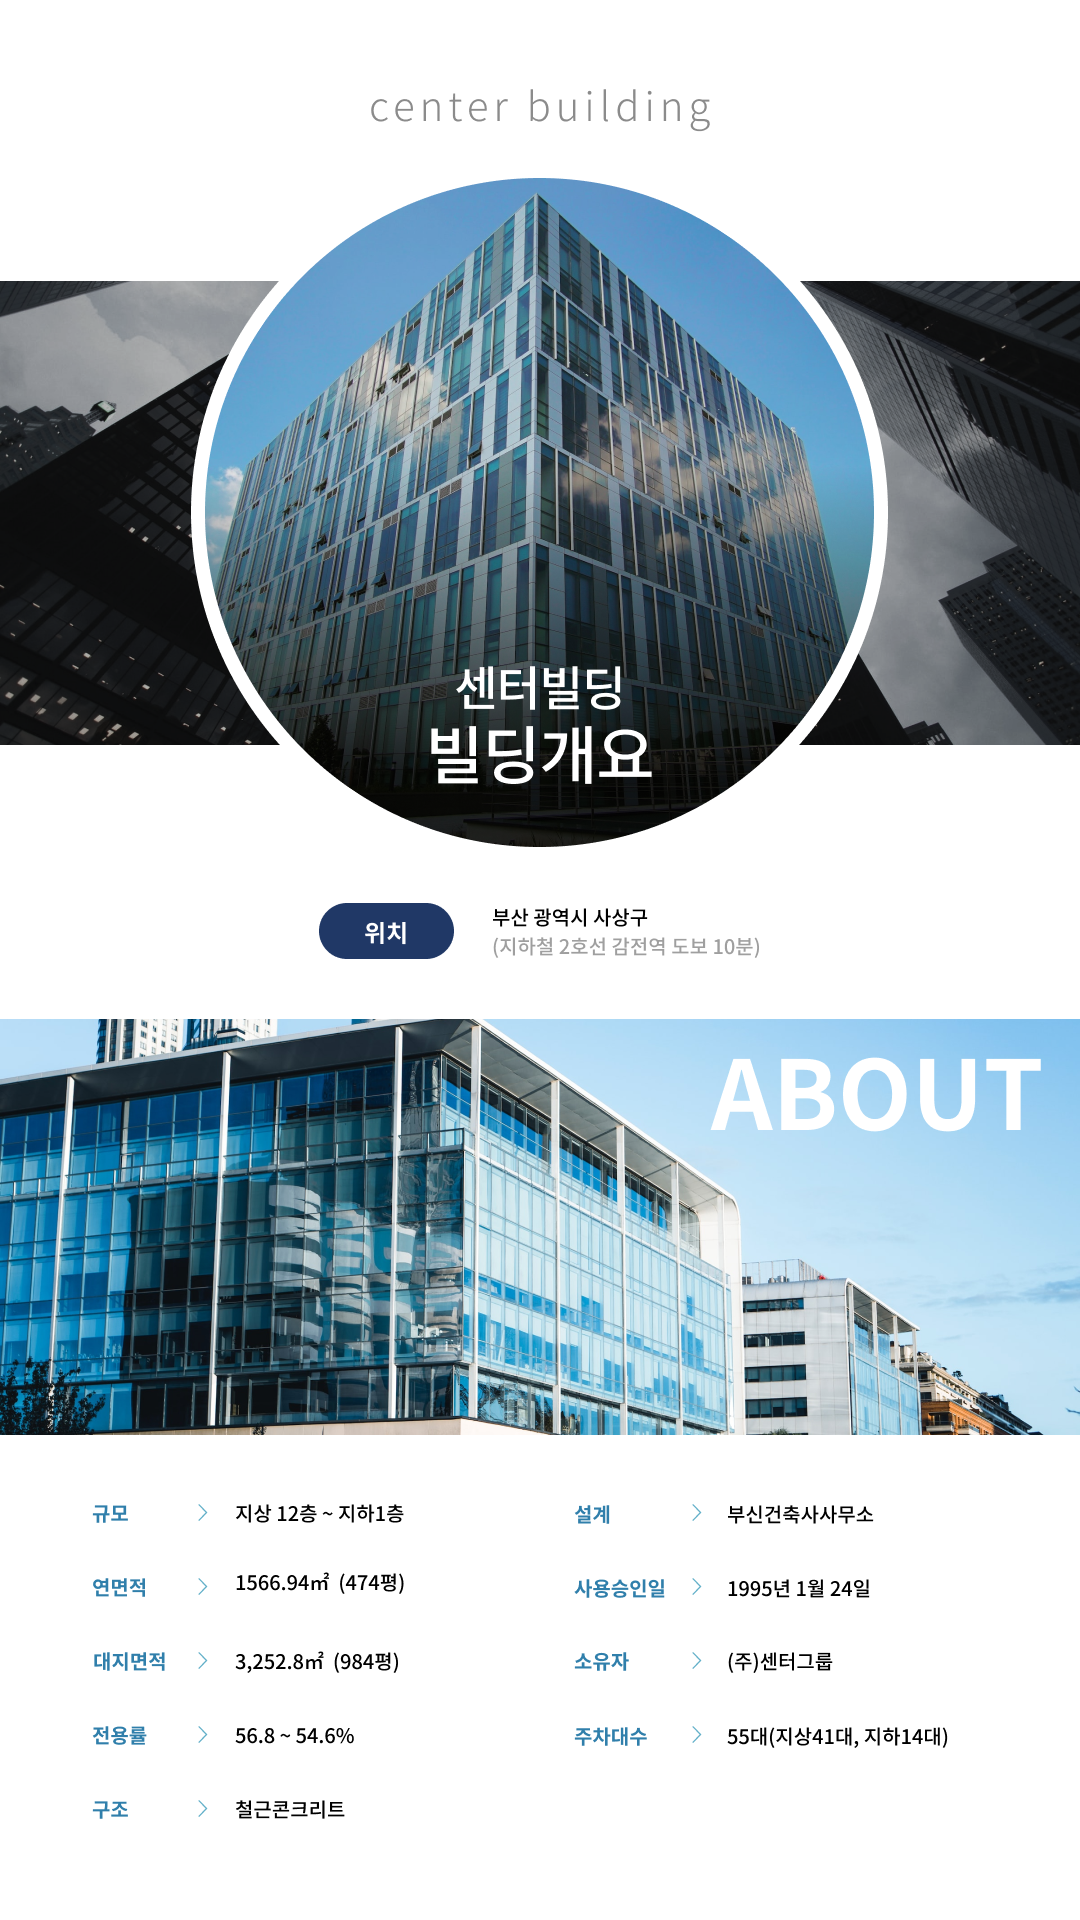 center building
센터빌딩
빌딩개요
위치
부산 광역시 사상구
(지하철 2호선 감전역 도보 10분)
ABOUT
규모 > 지상 12층 ~ 지하1층
연면적 > 1566.94㎡ (474평)
대지면적 > 3,252.8㎡ (984평)
전용률 > 56.8 ~ 54.6%
구조 > 철근콘크리트
설계 > 부신건축사사무소
사용승인일 > 1995년 1월 24일
소유자 > (주)센터그룹
주차대수 > 55대(지상41대, 지하14대)